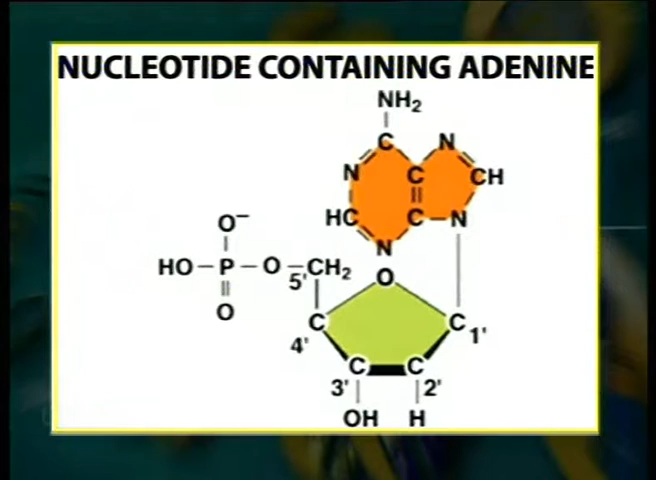 NUCLEOTIDE CONTAINING ADENINE
NH₂
C N
N C CH
HC C N
O⁻ N
HO P O 5' CH₂ O
O C 4' C 1'
C 3' C 2'
OH H